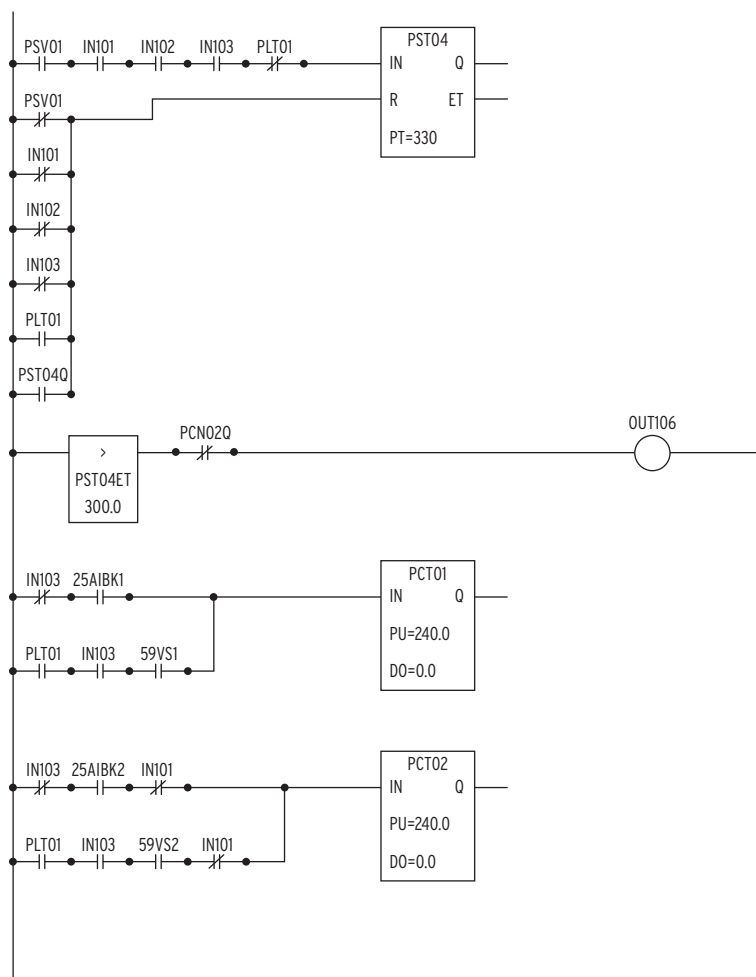 PSV01 IN101 IN102 IN103 PLT01
PST04
IN Q
PSV01
R ET
PT=330
IN101
IN102
IN103
PLT01
PST04Q
>
PST04ET
300.0
PCN02Q
OUT106
IN103 25AIBK1
PCT01
IN Q
PU=240.0
PLT01 IN103 59VS1
DO=0.0
IN103 25AIBK2 IN101
PCT02
IN Q
PU=240.0
PLT01 IN103 59VS2 IN101
DO=0.0